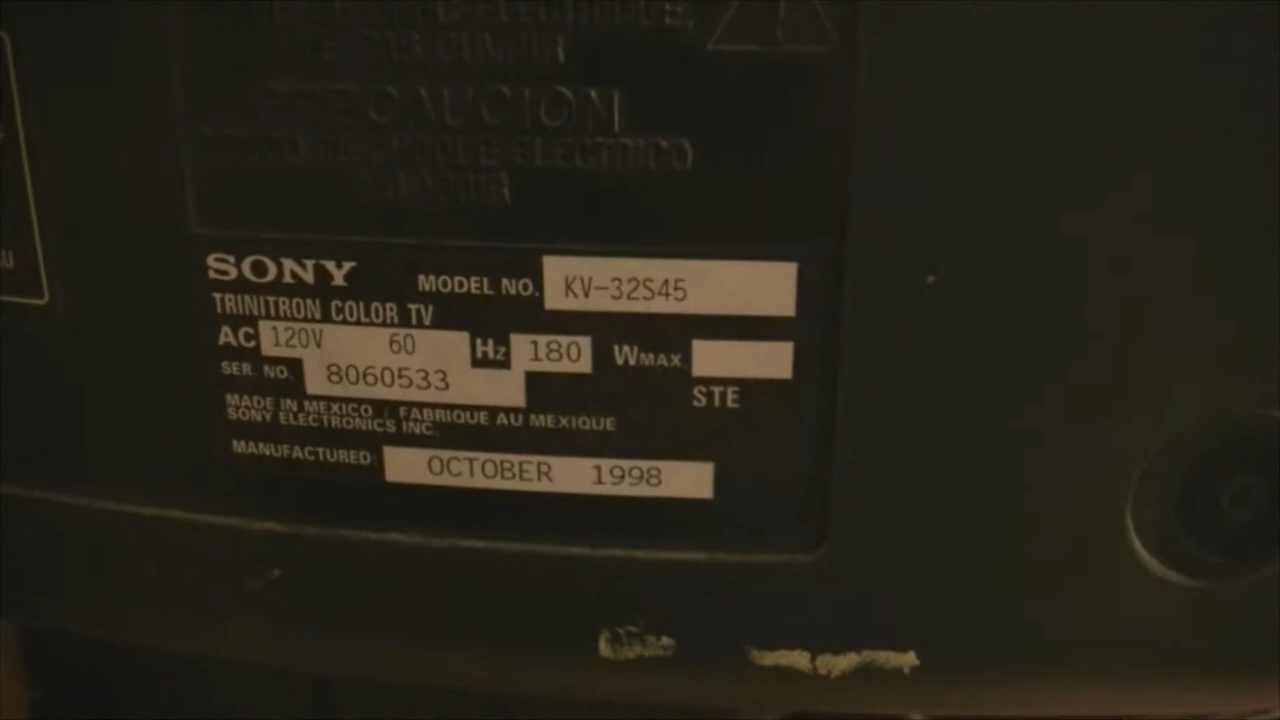 PRECAUCION
SONY MODEL NO. KV-32S45
TRINITRON COLOR TV
AC 120V 60 Hz 180 WMAX
SER. NO. 8060533
STE
MADE IN MEXICO / FABRIQUE AU MEXIQUE
SONY ELECTRONICS INC.
MANUFACTURED: OCTOBER 1998